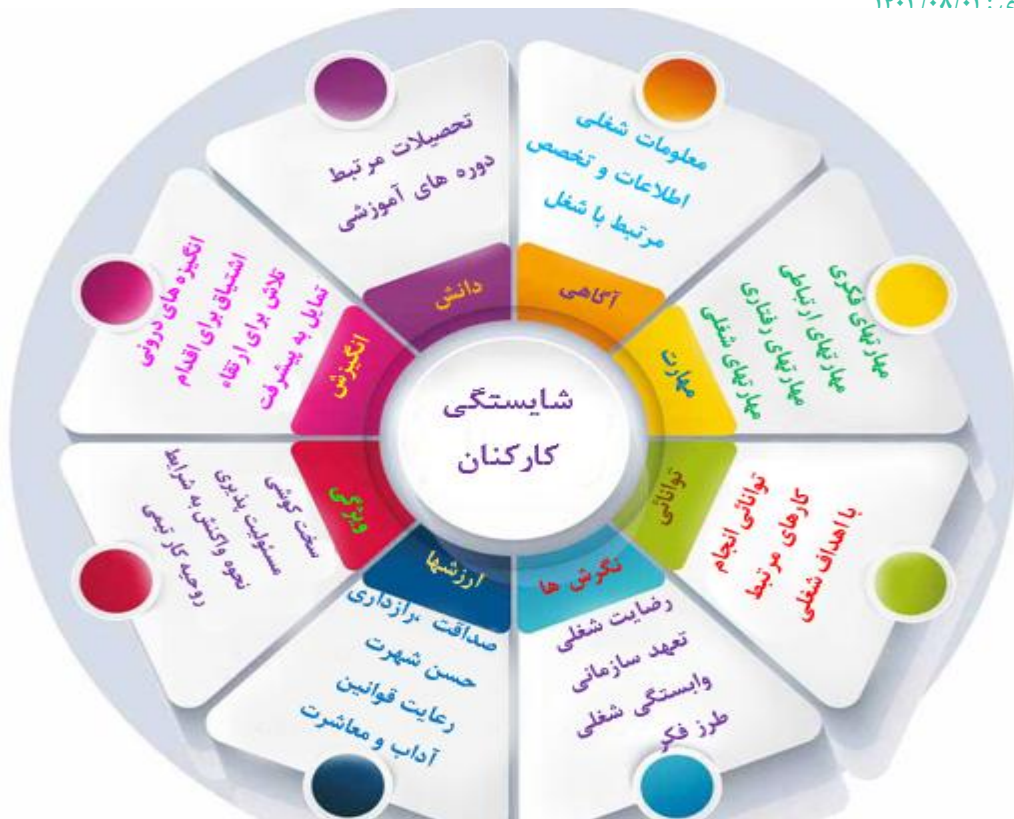 شایستگی
کارکنان
آگاهی
معلومات شغلی
اطلاعات و تخصص
مرتبط با شغل
مهارت
مهارتهای فکری
مهارتهای ارتباطی
مهارتهای رفتاری
مهارتهای شغلی
توانائی
توانائی انجام
کارهای مرتبط
با اهداف شغلی
نگرش ها
رضایت شغلی
تعهد سازمانی
وابستگی شغلی
طرز فکر
ارزشها
صداقت ،رازداری
حسن شهرت
رعایت قوانین
آداب و معاشرت
ویژگی
سخت کوشی
مسئولیت پذیری
نحوه واکنش به شرایط
روحیه کار تیمی
انگیزش
انگیزه های درونی
اشتیاق برای اقدام
تلاش برای ارتقاء
تمایل به پیشرفت
دانش
تحصیلات مرتبط
دوره های آموزشی